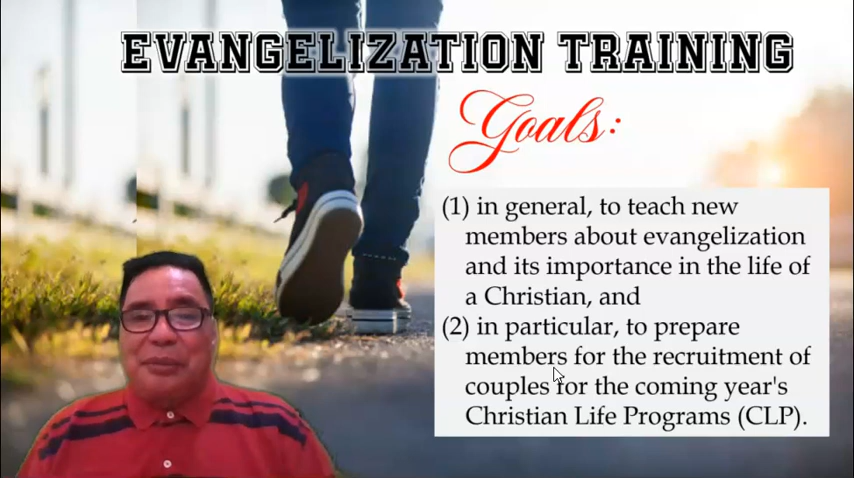 EVANGELIZATION TRAINING
Goals:
(1) in general, to teach new
members about evangelization
and its importance in the life of
a Christian, and
(2) in particular, to prepare
members for the recruitment of
couples for the coming year's
Christian Life Programs (CLP).